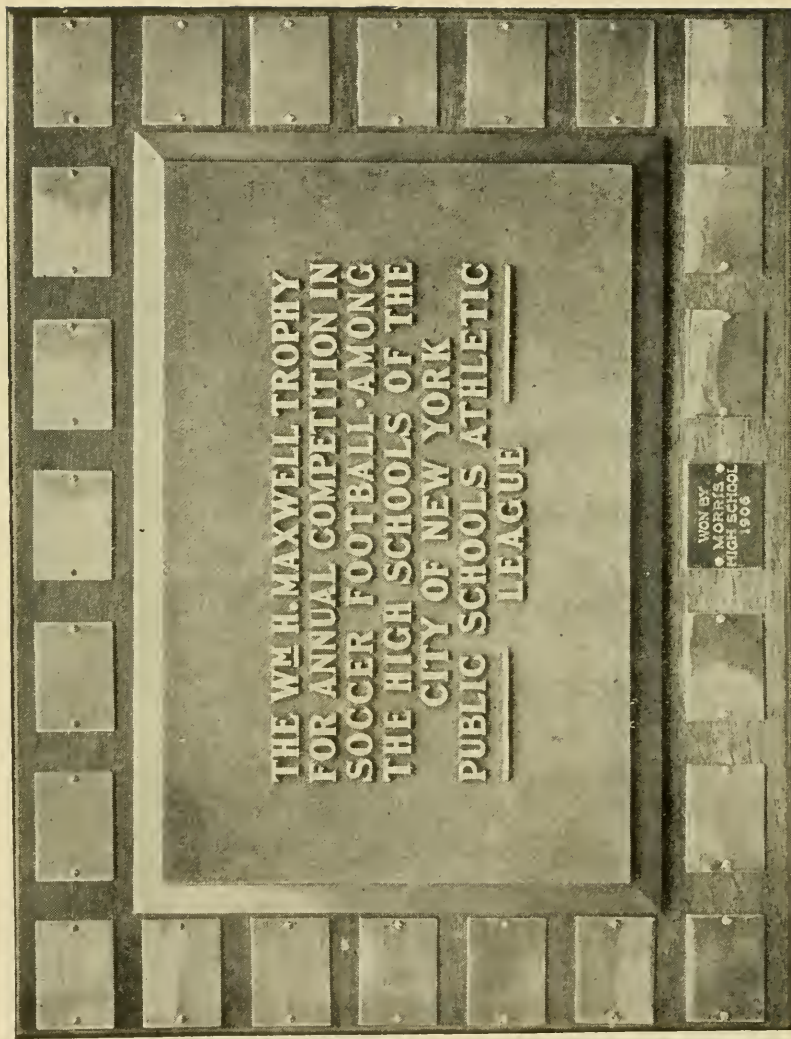 THE WM H. MAXWELL TROPHY
FOR ANNUAL COMPETITION IN
SOCCER FOOTBALL·AMONG
THE HIGH SCHOOLS OF THE
CITY OF NEW YORK
PUBLIC SCHOOLS ATHLETIC
LEAGUE
WON BY
MORRIS
HIGH SCHOOL
1906